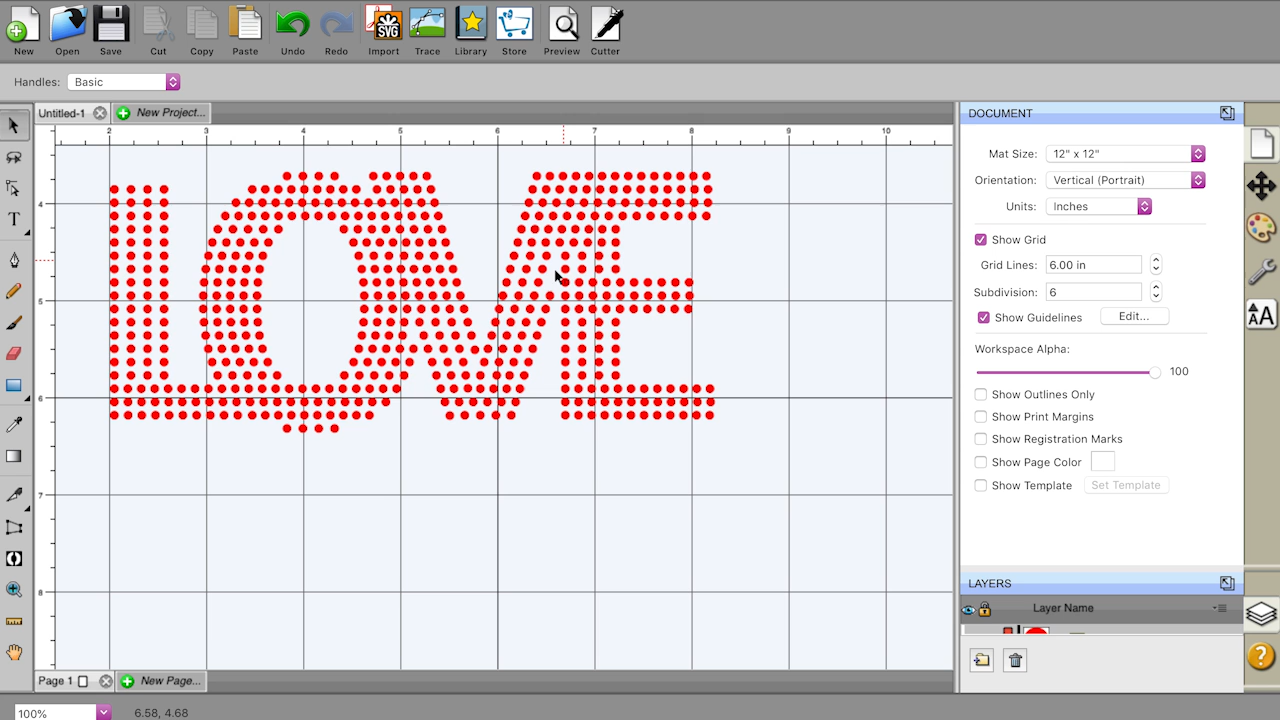 New Open Save Cut Copy Paste Undo Redo Import Trace Library Store Preview Cutter
SVG
Handles: Basic
Untitled-1 New Project...
2 3 4 5 6 7 8 9 10
4
5
6
7
8
LOVE
DOCUMENT
Mat Size: 12" x 12"
Orientation: Vertical (Portrait)
Units: Inches
Show Grid
Grid Lines: 6.00 in
Subdivision: 6
Show Guidelines Edit...
Workspace Alpha:
100
Show Outlines Only
Show Print Margins
Show Registration Marks
Show Page Color
Show Template Set Template
LAYERS
Layer Name
T
AA
?
Page 1 New Page...
100% 6.58, 4.68